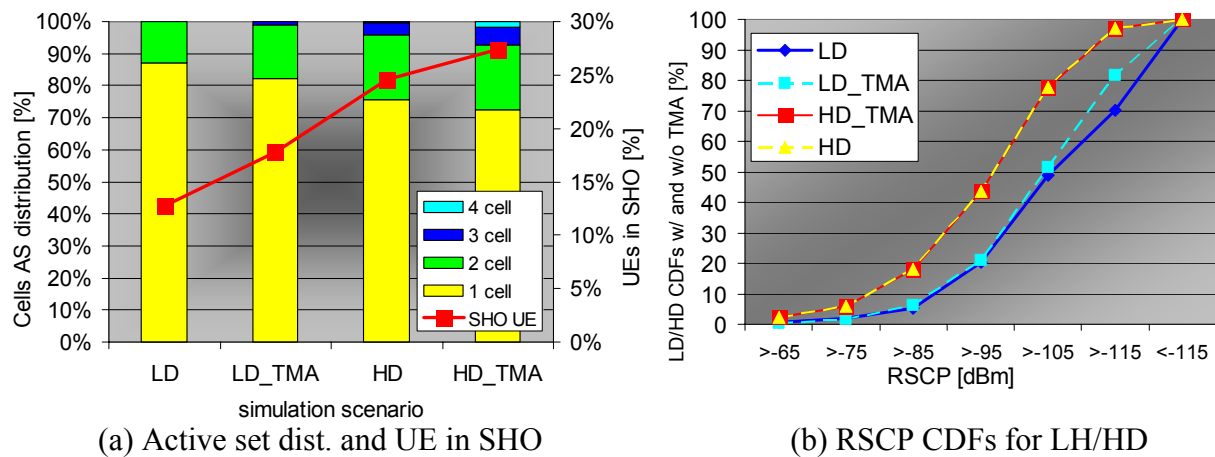 Cells AS distribution [%]
100%
90%
80%
70%
60%
50%
40%
30%
20%
10%
0%
30%
25%
20%
15%
10%
5%
0%
UEs in SHO [%]
4 cell
3 cell
2 cell
1 cell
SHO UE
LD
LD_TMA
HD
HD_TMA
simulation scenario
(a) Active set dist. and UE in SHO
LD/HD CDFs w/ and w/o TMA [%]
100
90
80
70
60
50
40
30
20
10
0
LD
LD_TMA
HD_TMA
HD
>-65
>-75
>-85
>-95
>-105
>-115
<-115
RSCP [dBm]
(b) RSCP CDFs for LH/HD